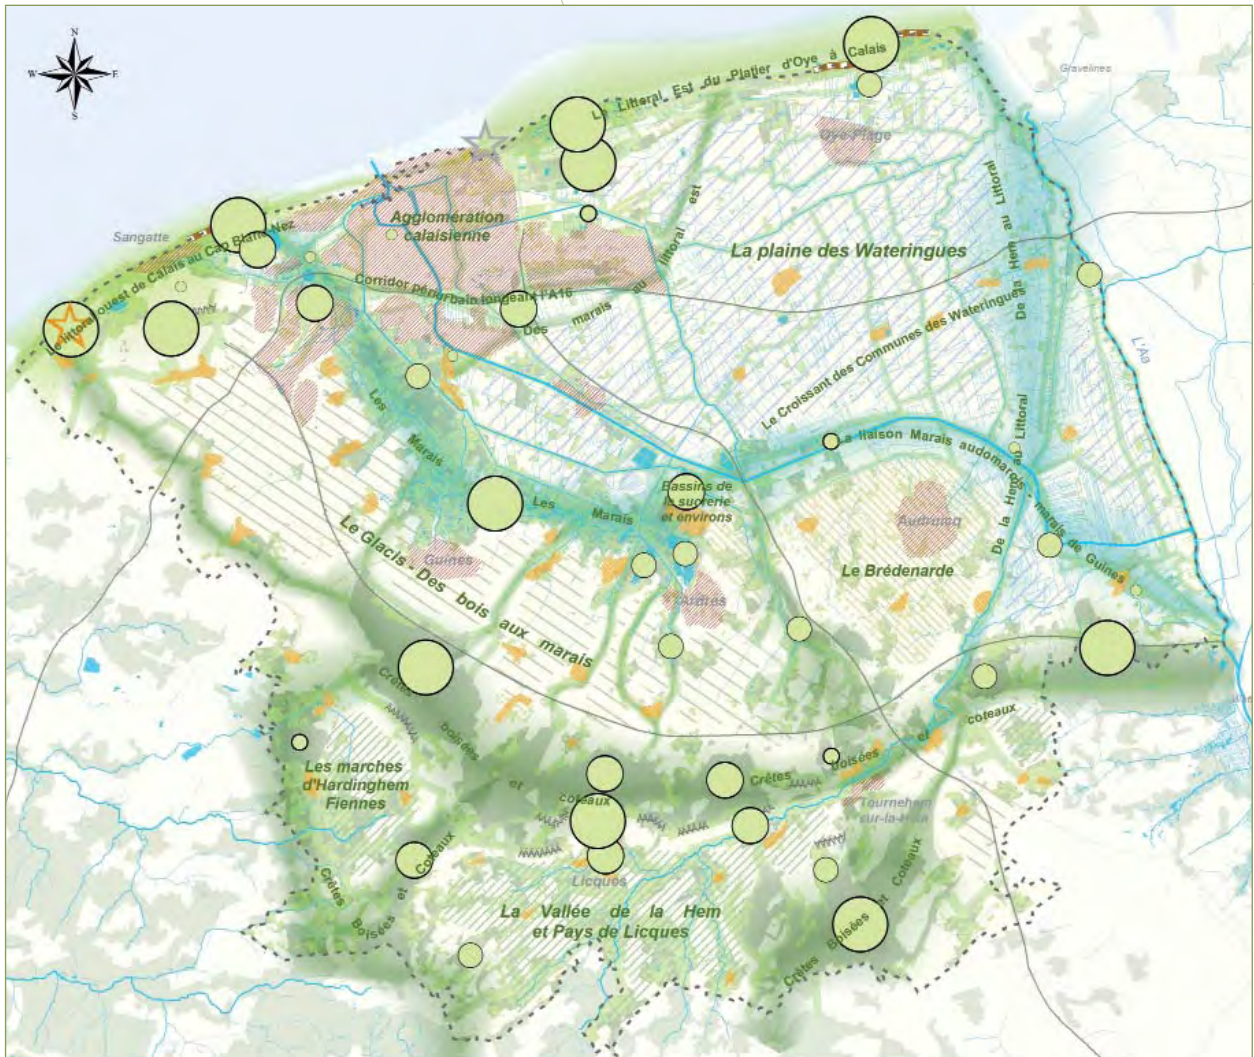 N
W E
S
Gravelines
Le Littoral Est du Platier d'Oye à Calais
Oye-Plage
Agglomération
calaisienne
Sangatte
Le littoral ouest de Calais au Cap Blanc-Nez
Corridor périurbain longeant l'A16
Des marais au littoral est
La plaine des Wateringues
De la Hem au Littoral
L'Aa
Le Croissant des Communes des Wateringues
La liaison Marais audomarois - marais de Guînes
Les Marais
Les Marais
Bassins de
la sucrerie
et environs
Audruicq
De la Hem au Littoral
Le Brédenarde
Guînes
Ardres
Le Glacis - Des bois aux marais
Crêtes boisées et coteaux
Crêtes boisées et coteaux
Les marches
d'Hardinghem
Fiennes
Tournehem
sur-la-Hem
Crêtes Boisées et Coteaux
Licques
La Vallée de la Hem
et Pays de Licques
Crêtes Boisées et Coteaux